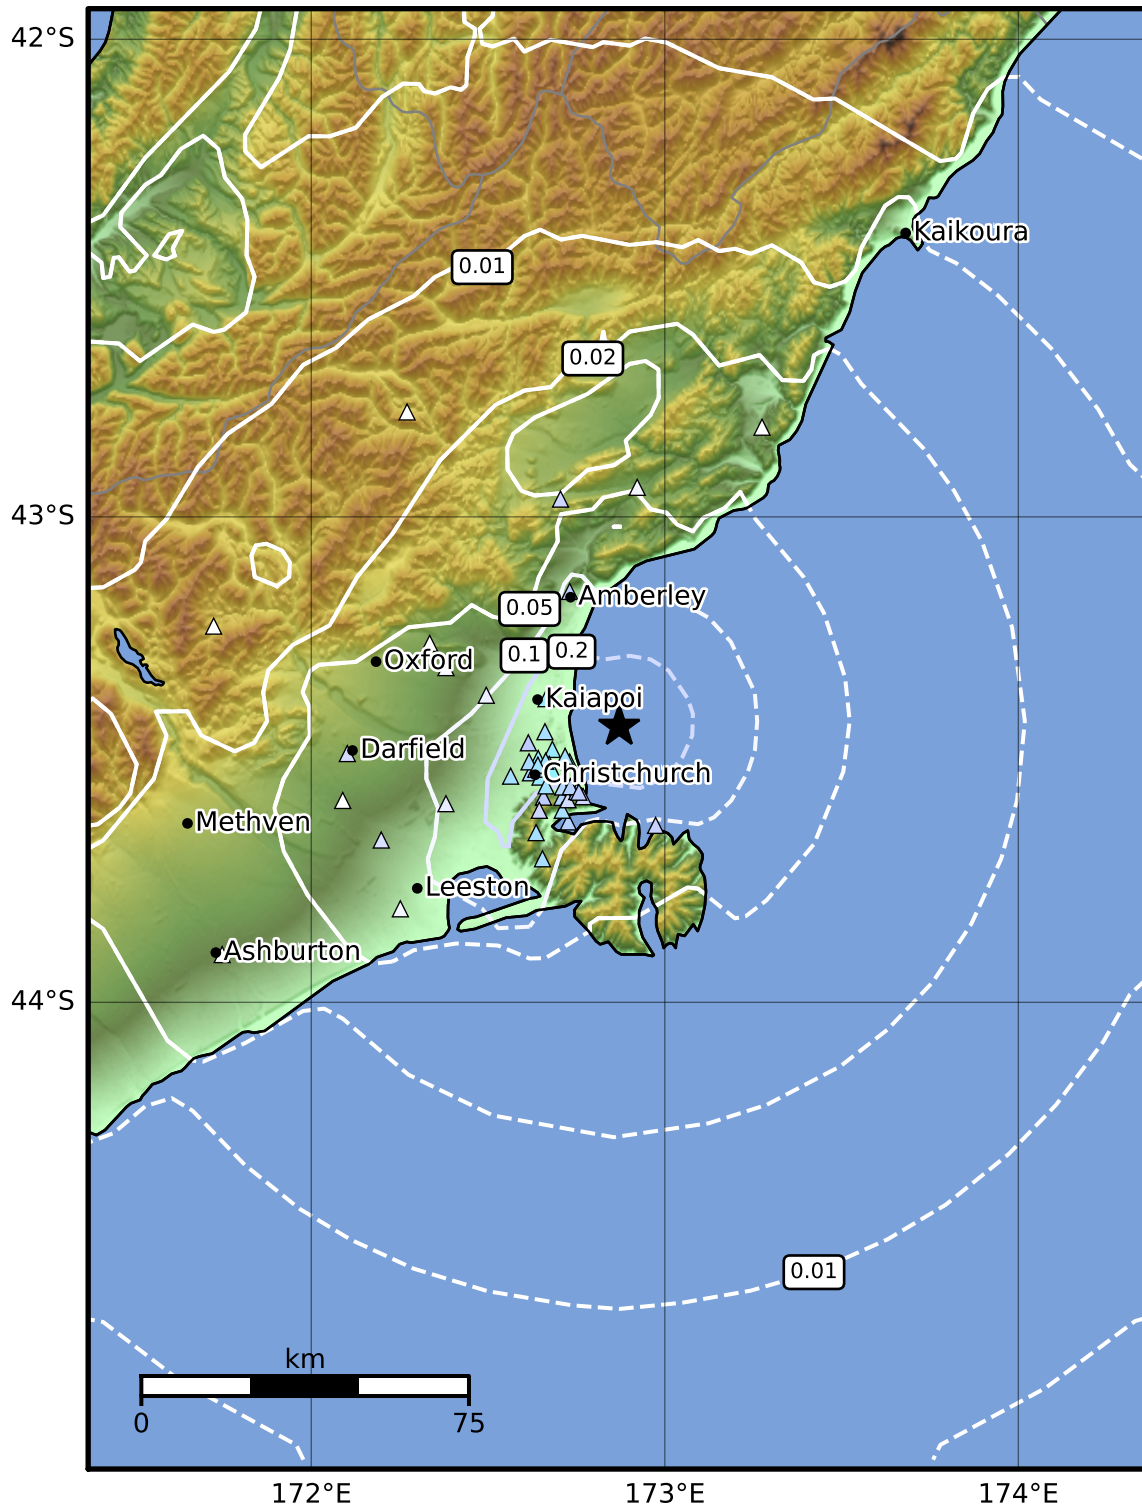 42°S
Kaikoura
0.01
0.02
43°S
Amberley
0.05
0.1
0.2
Oxford
Kaiapoi
Darfield
Christchurch
Methven
Leeston
Ashburton
44°S
0.01
km
0
75
172°E
173°E
174°E